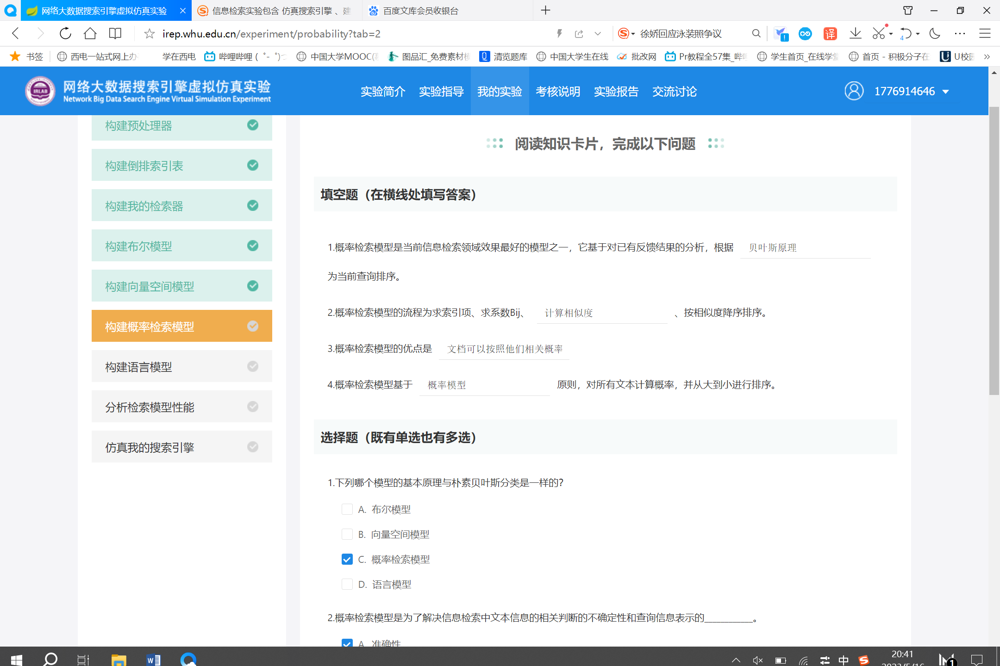 网络大数据搜索引擎虚拟仿真实验
信息检索实验包含 仿真搜索引擎 、建
百度文库会员收银台
irep.whu.edu.cn/experiment/probability?tab=2
徐娇回应泳装照争议
译
4
书签
西电一站式网上办
学在西电
哔哩哔哩 ( ゜- ゜)つ
中国大学MOOC(慕
图品汇_免费素材模
清览题库
中国大学生在线
批改网
Pr教程全57集_哔哩
学生首页_在线学堂
首页 - 积极分子在
U校园
IRLAB
网络大数据搜索引擎虚拟仿真实验
Network Big Data Search Engine Virtual Simulation Experiment
实验简介 实验指导 我的实验 考核说明 实验报告 交流讨论
1776914646
构建预处理器
构建倒排索引表
构建我的检索器
构建布尔模型
构建向量空间模型
构建概率检索模型
构建语言模型
分析检索模型性能
仿真我的搜索引擎
阅读知识卡片，完成以下问题
填空题（在横线处填写答案）
1.概率检索模型是当前信息检索领域效果最好的模型之一，它基于对已有反馈结果的分析，根据 贝叶斯原理
为当前查询排序。
2.概率检索模型的流程为求索引项、求系数Bij、 计算相似度 、按相似度降序排序。
3.概率检索模型的优点是 文档可以按照他们相关概率
4.概率检索模型基于 概率模型 原则，对所有文本计算概率，并从大到小进行排序。
选择题（既有单选也有多选）
1.下列哪个模型的基本原理与朴素贝叶斯分类是一样的？
A. 布尔模型
B. 向量空间模型
C. 概率检索模型
D. 语言模型
2.概率检索模型是为了解决信息检索中文本信息的相关判断的不确定性和查询信息表示的__________。
A. 准确性
中
20:41